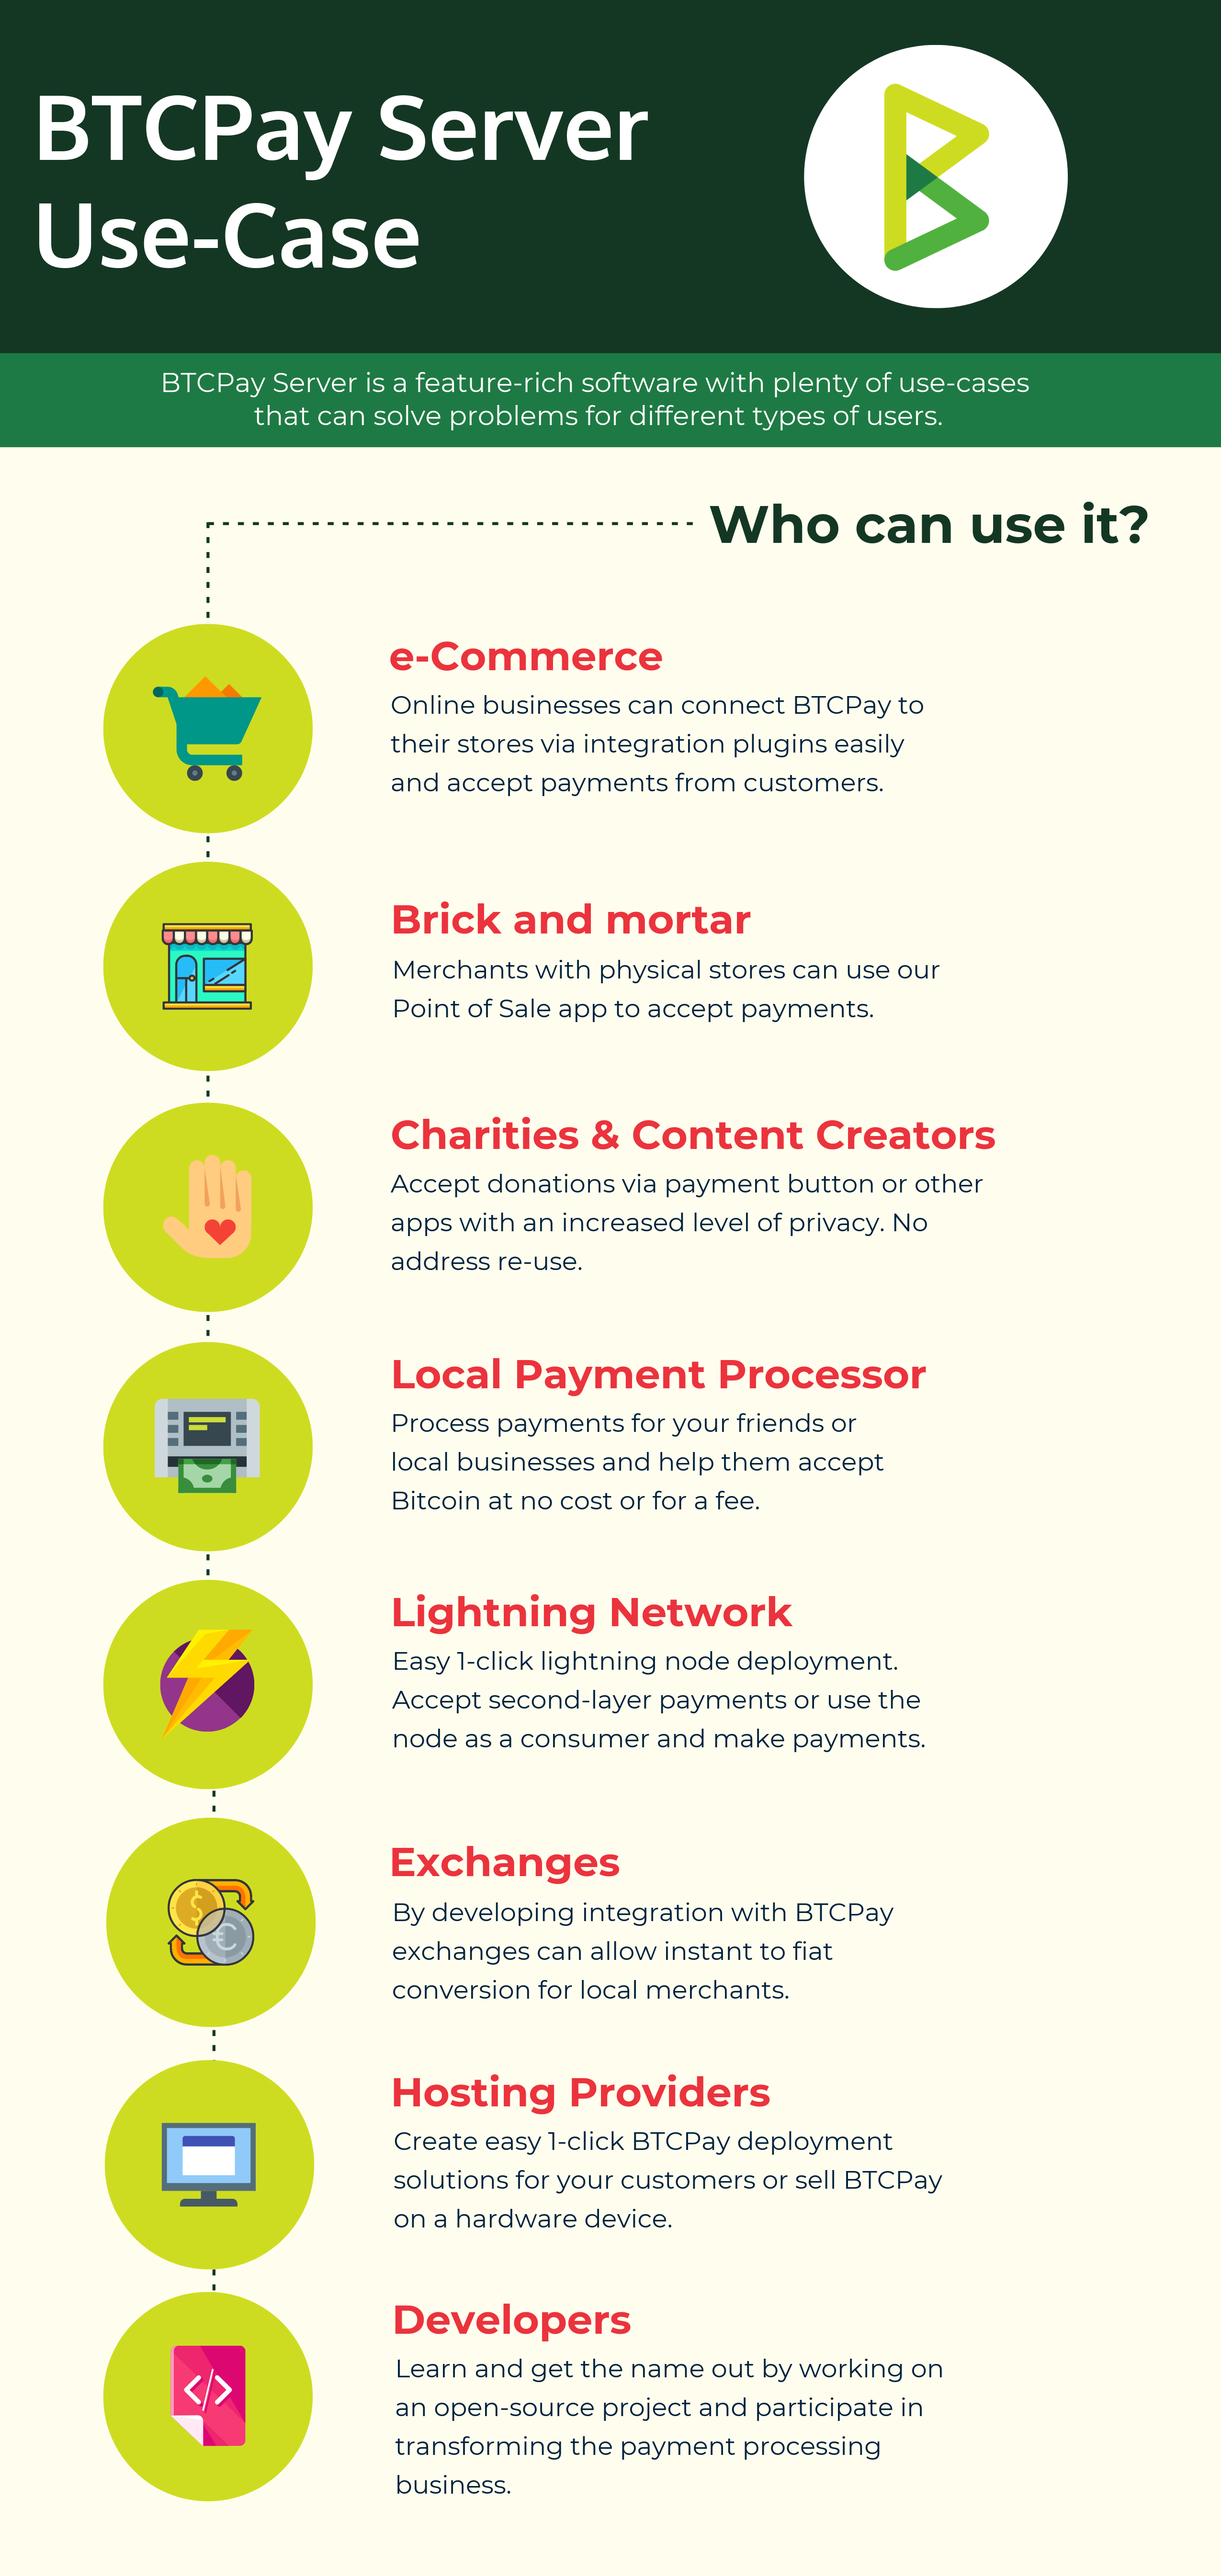 BTCPay Server
Use-Case
BTCPay Server is a feature-rich software with plenty of use-cases
that can solve problems for different types of users.
Who can use it?
e-Commerce
Online businesses can connect BTCPay to
their stores via integration plugins easily
and accept payments from customers.
Brick and mortar
Merchants with physical stores can use our
Point of Sale app to accept payments.
Charities & Content Creators
Accept donations via payment button or other
apps with an increased level of privacy. No
address re-use.
Local Payment Processor
Process payments for your friends or
local businesses and help them accept
Bitcoin at no cost or for a fee.
Lightning Network
Easy 1-click lightning node deployment.
Accept second-layer payments or use the
node as a consumer and make payments.
Exchanges
By developing integration with BTCPay
exchanges can allow instant to fiat
conversion for local merchants.
Hosting Providers
Create easy 1-click BTCPay deployment
solutions for your customers or sell BTCPay
on a hardware device.
Developers
Learn and get the name out by working on
an open-source project and participate in
transforming the payment processing
business.